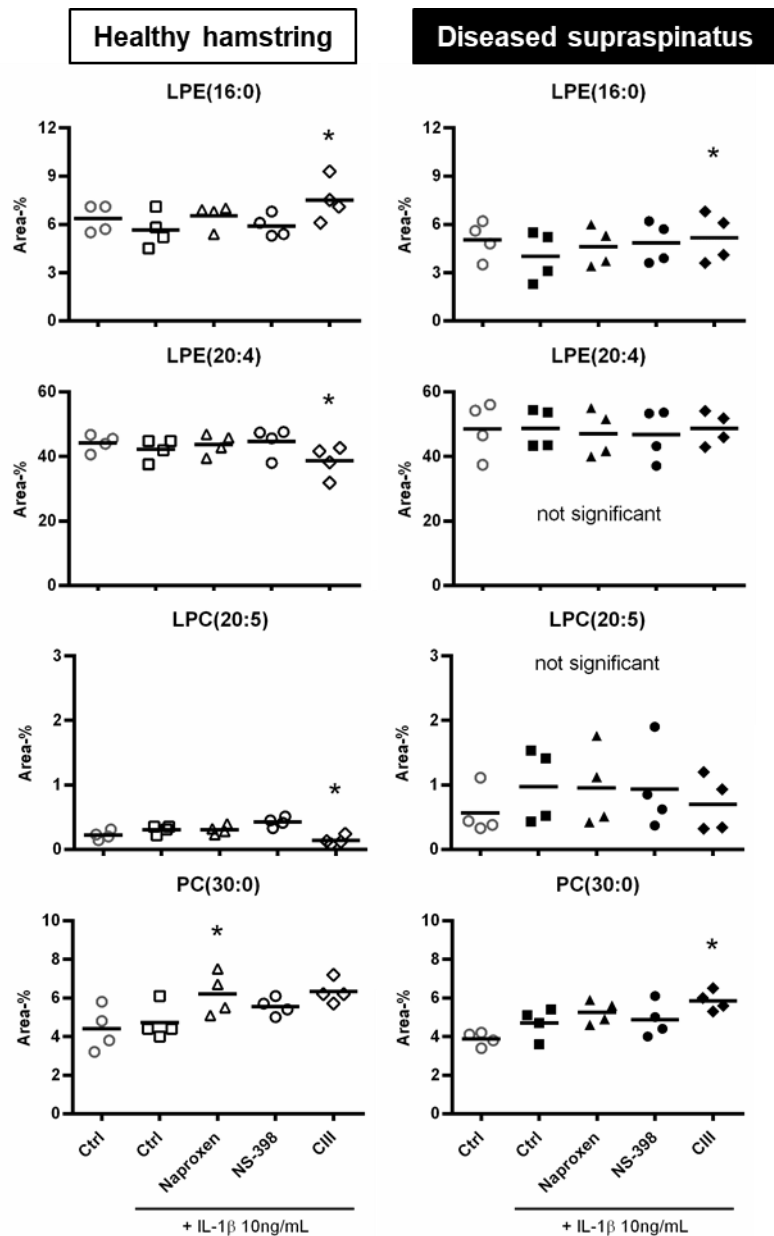 Healthy hamstring
Diseased supraspinatus
LPE(16:0)
LPE(16:0)
12
9
6
3
0
Area-%
*
12
9
6
3
0
Area-%
*
LPE(20:4)
LPE(20:4)
60
40
20
0
Area-%
*
60
40
20
0
Area-%
not significant
LPC(20:5)
LPC(20:5)
3
2
1
0
Area-%
*
3
2
1
0
Area-%
not significant
PC(30:0)
PC(30:0)
10
8
6
4
2
0
Area-%
*
10
8
6
4
2
0
Area-%
*
Ctrl
Ctrl
Naproxen
NS-398
CIII
+ IL-1β 10ng/mL
Ctrl
Ctrl
Naproxen
NS-398
CIII
+ IL-1β 10ng/mL